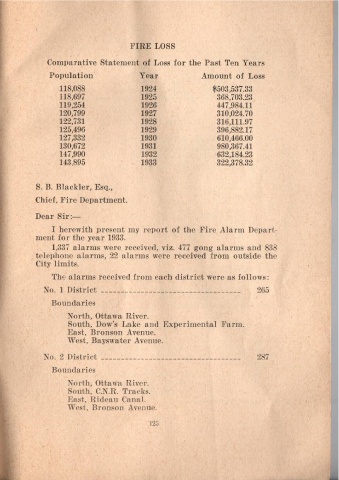 FIRE LOSS
Comparative Statement of Loss for the Past Ten Years
Population Year Amount of Loss
118,088 1924 $503,537.33
118,697 1925 368,703.23
119,254 1926 447,984.11
120,799 1927 310,024.70
122,731 1928 316,111.97
125,496 1929 396,882.17
127,332 1930 610,466.00
130,672 1931 980,367.41
147,990 1932 632,184.23
143,895 1933 322,378.32
S. B. Blackler, Esq.,
Chief, Fire Department.
Dear Sir:—
I herewith present my report of the Fire Alarm Depart-
ment for the year 1933.
1,337 alarms were received, viz. 477 gong alarms and 838
telephone alarms, 22 alarms were received from outside the
City limits.
The alarms received from each district were as follows:
No. 1 District 265
Boundaries
North, Ottawa River.
South, Dow's Lake and Experimental Farm.
East, Bronson Avenue.
West, Bayswater Avenue.
No. 2 District 287
Boundaries
North, Ottawa River.
South, C.N.R. Tracks.
East, Rideau Canal.
West, Bronson Avenue.
125